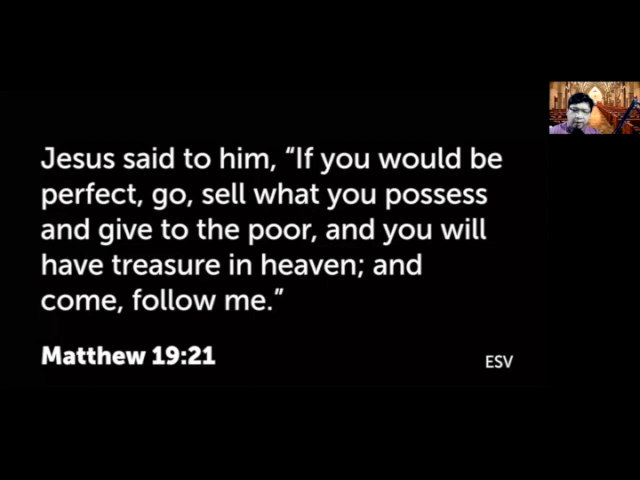 Jesus said to him, “If you would be
perfect, go, sell what you possess
and give to the poor, and you will
have treasure in heaven; and
come, follow me.”
Matthew 19:21
ESV